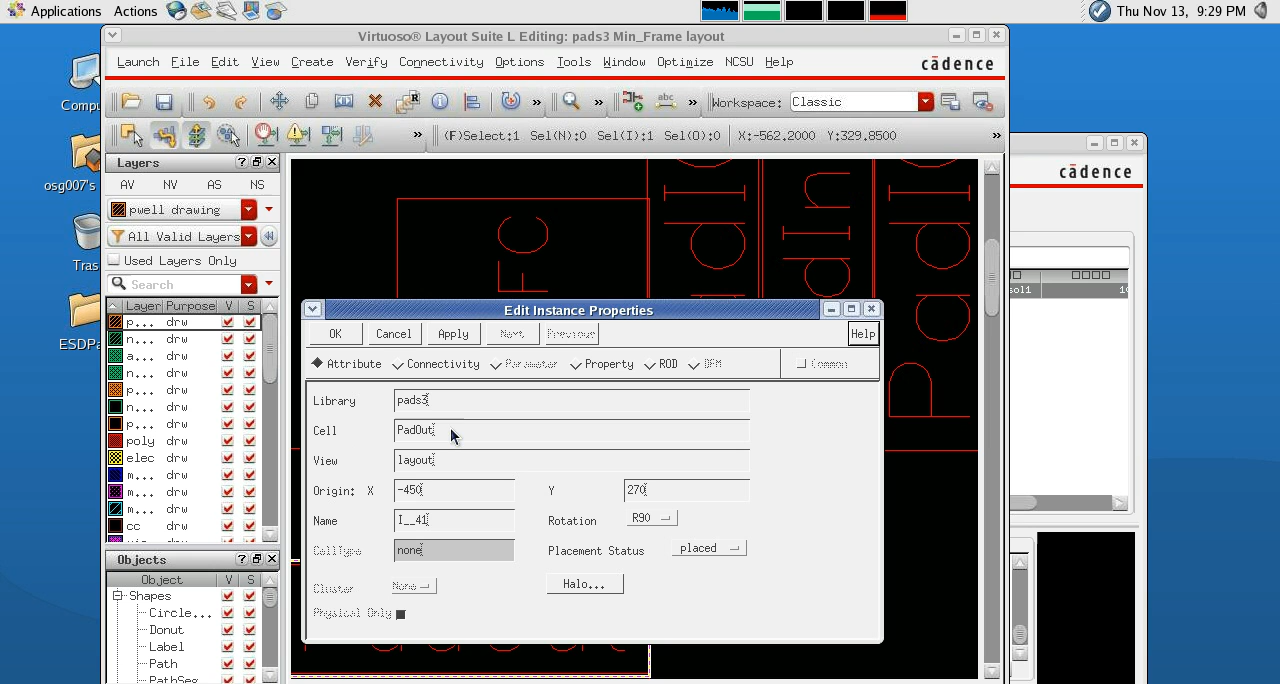 Applications Actions Thu Nov 13, 9:29 PM
Virtuoso® Layout Suite L Editing: pads3 Min_Frame layout
Launch File Edit View Create Verify Connectivity Options Tools Window Optimize NCSU Help cādence
Workspace: Classic
(F)Select:1 Sel(N):0 Sel(I):1 Sel(O):0 X:-562.2000 Y:329.8500
cādence
osg007's
Layers
AV NV AS NS
pwell drawing
All Valid Layers
Used Layers Only
Search
Layer Purpose V S
p... drw
n... drw
a... drw
n... drw
p... drw
n... drw
p... drw
poly drw
elec drw
m... drw
m... drw
m... drw
cc drw
Objects
Object V S
Shapes
Circle...
Donut
Label
Path
PathSeg
FC
Edit Instance Properties
OK Cancel Apply Next Previous Help
Attribute Connectivity Parameter Property ROD DFM Common
Library pads3
Cell PadOut
View layout
Origin: X -450 Y 270
Name I__41 Rotation R90
CellType none Placement Status placed
Cluster None Halo...
Physical Only